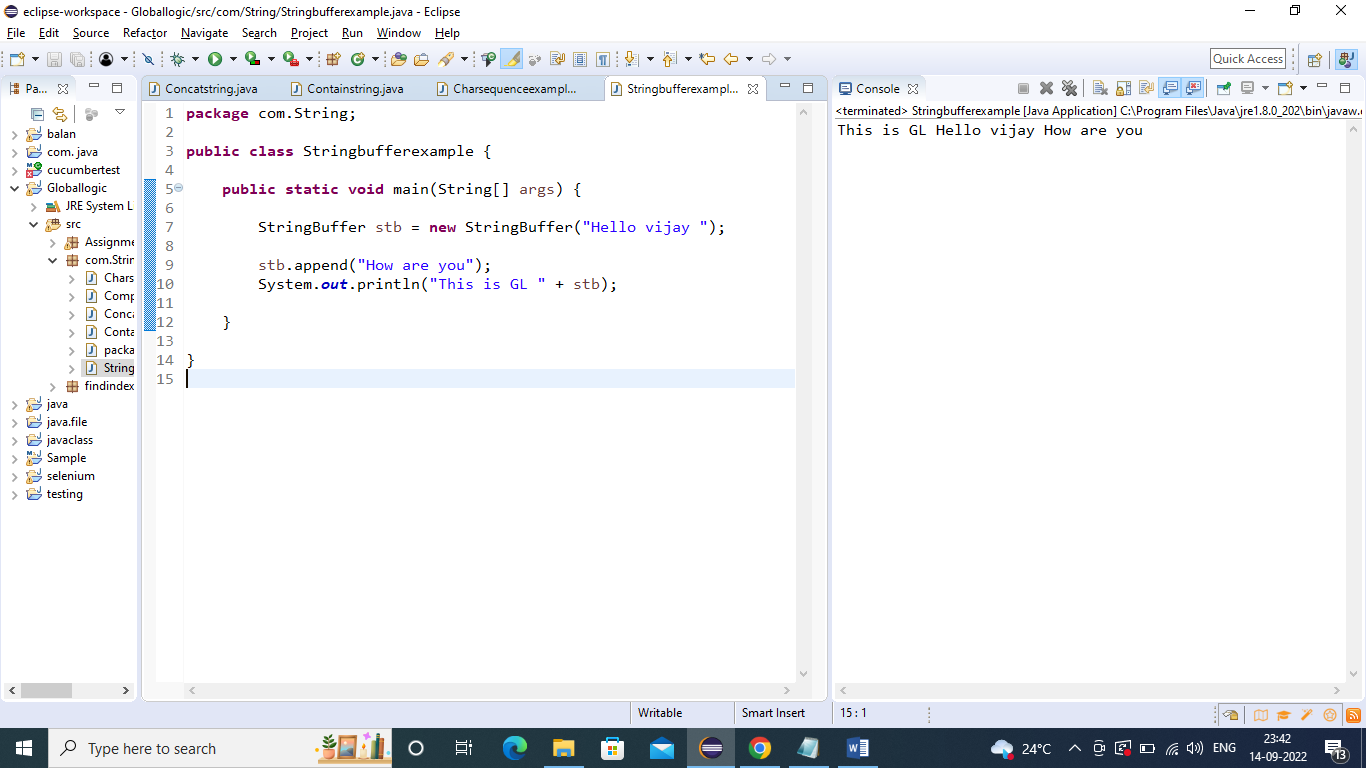 eclipse-workspace - Globallogic/src/com/String/Stringbufferexample.java - Eclipse
File Edit Source Refactor Navigate Search Project Run Window Help
Quick Access
Pa...
balan
com. java
cucumbertest
Globallogic
JRE System L
src
Assignme
com.Strin
Chars
Comp
Conca
Conta
packa
String
findindex
java
java.file
javaclass
Sample
selenium
testing
Concatstring.java Containstring.java Charsequenceexampl... Stringbufferexampl...
1 package com.String;
2
3 public class Stringbufferexample {
4
5 public static void main(String[] args) {
6
7 StringBuffer stb = new StringBuffer("Hello vijay ");
8
9 stb.append("How are you");
10 System.out.println("This is GL " + stb);
11
12 }
13
14 }
15
Console
<terminated> Stringbufferexample [Java Application] C:\Program Files\Java\jre1.8.0_202\bin\javaw.e
This is GL Hello vijay How are you
Writable Smart Insert 15 : 1
Type here to search
24°C ENG
23:42
14-09-2022
13